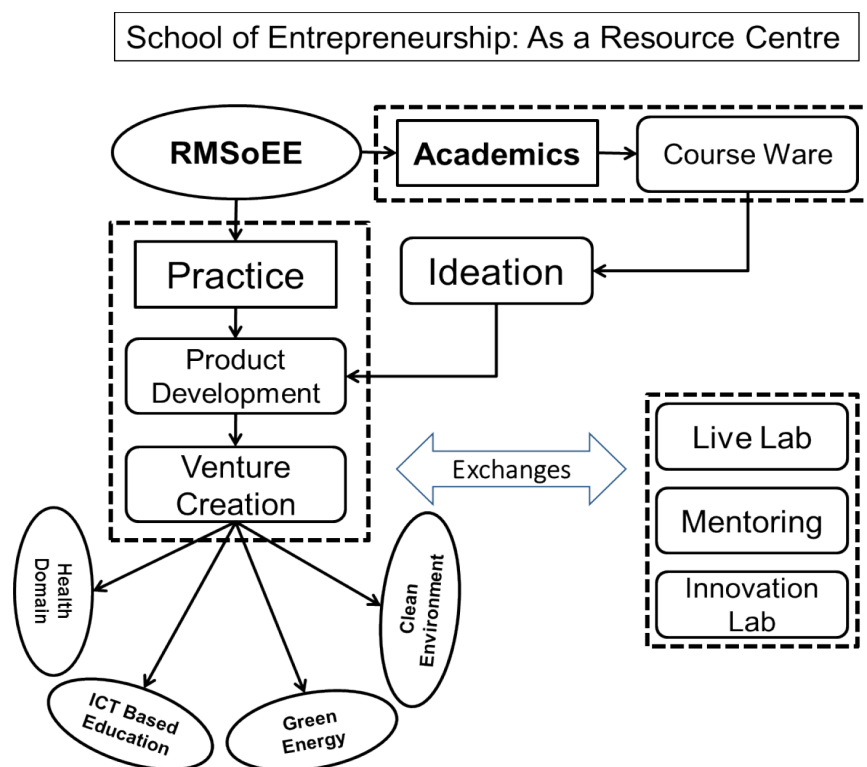 School of Entrepreneurship: As a Resource Centre
RMSoEE
Academics
Course Ware
Practice
Ideation
Product
Development
Venture
Creation
Exchanges
Live Lab
Mentoring
Innovation
Lab
Health
Domain
ICT Based
Education
Green
Energy
Clean
Environment